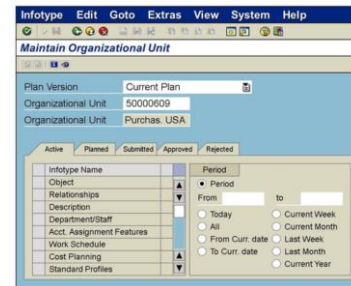 Infotype Edit Goto Extras View System Help
Maintain Organizational Unit
Plan Version Current Plan
Organizational Unit 50000609
Organizational Unit Purchas. USA
Active Planned Submitted Approved Rejected
Infotype Name Period
Object Period
Relationships From to
Description Today Current Week
Department/Staff All Current Month
Acct. Assignment Features From Curr. date Last Week
Work Schedule To Curr. date Last Month
Cost Planning Current Year
Standard Profiles